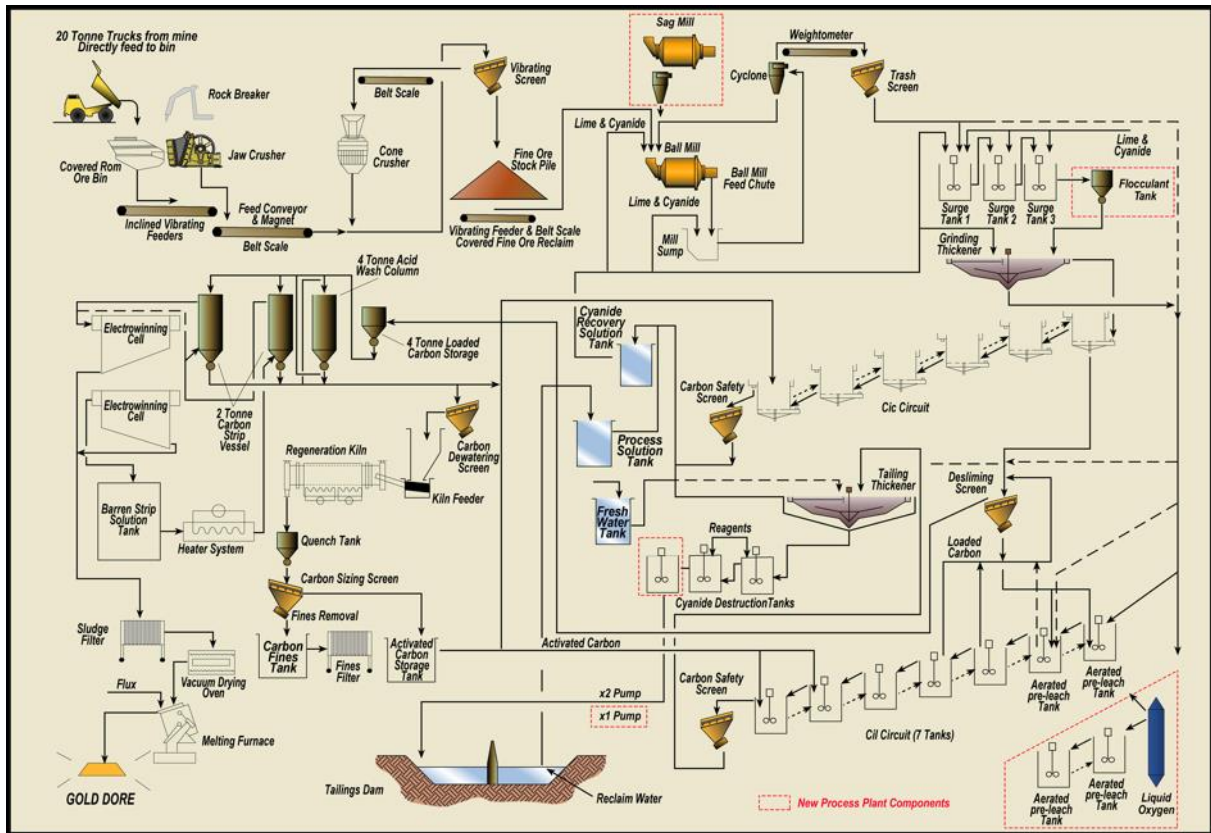 20 Tonne Trucks from mine
Directly feed to bin
Rock Breaker
Covered Rom
Ore Bin
Jaw Crusher
Inclined Vibrating
Feeders
Feed Conveyor
& Magnet
Belt Scale
Belt Scale
Cone
Crusher
Vibrating
Screen
Fine Ore
Stock Pile
Vibrating Feeder & Belt Scale
Covered Fine Ore Reclaim
Sag Mill
Lime & Cyanide
Ball Mill
Ball Mill
Feed Chute
Lime & Cyanide
Mill
Sump
Cyclone
Weightometer
Trash
Screen
Lime &
Cyanide
Surge
Tank 1
Surge
Tank 2
Surge
Tank 3
Flocculant
Tank
Grinding
Thickener
4 Tonne Acid
Wash Column
Electrowinning
Cell
4 Tonne Loaded
Carbon Storage
Electrowinning
Cell
2 Tonne
Carbon
Strip
Vessel
Cyanide
Recovery
Solution
Tank
Process
Solution
Tank
Fresh
Water
Tank
Carbon Safety
Screen
Cic Circuit
Carbon
Dewatering
Screen
Regeneration Kiln
Kiln Feeder
Barren Strip
Solution
Tank
Heater System
Quench Tank
Tailing
Thickener
Desliming
Screen
Loaded
Carbon
Reagents
Cyanide Destruction Tanks
Carbon Sizing Screen
Fines Removal
Sludge
Filter
Vacuum Drying
Oven
Carbon
Fines
Tank
Fines
Filter
Activated
Carbon
Storage
Tank
Activated Carbon
Flux
Melting Furnace
GOLD DORE
x2 Pump
x1 Pump
Tailings Dam
Reclaim Water
Carbon Safety
Screen
Cil Circuit (7 Tanks)
Aerated
pre-leach
Tank
Aerated
pre-leach
Tank
Aerated
pre-leach
Tank
Aerated
pre-leach
Tank
Liquid
Oxygen
New Process Plant Components